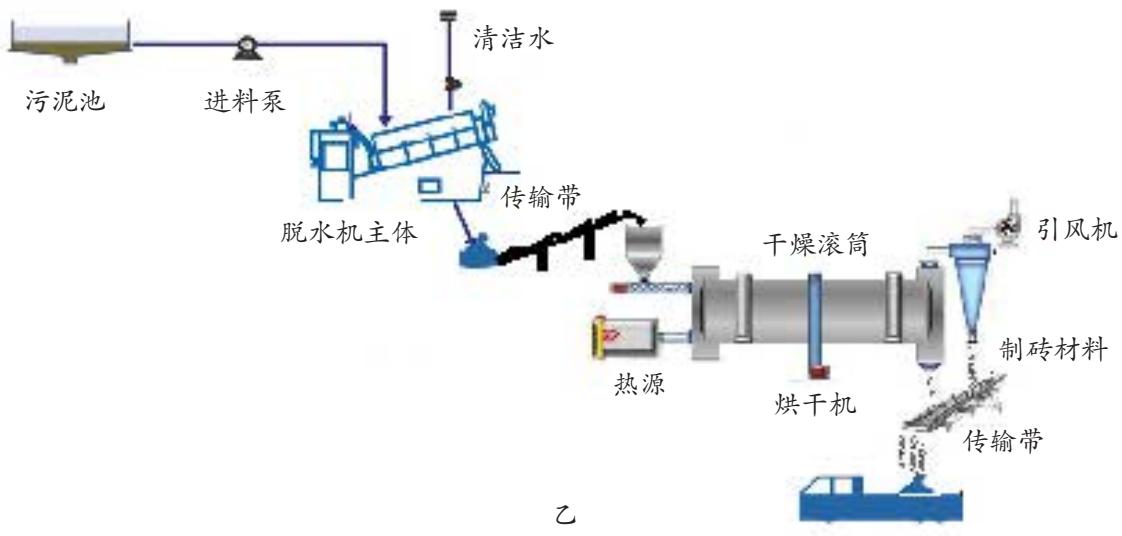 清洁水
污泥池
进料泵
传输带
脱水机主体
引风机
干燥滚筒
制砖材料
热源
烘干机
传输带
乙